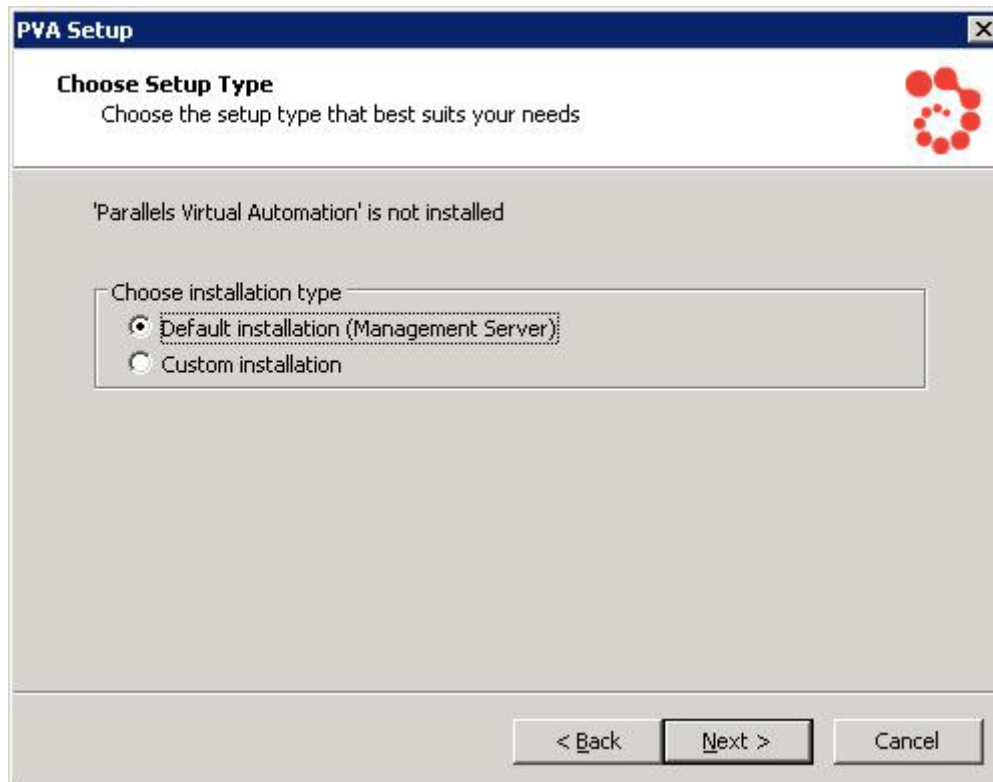 PVA Setup
Choose Setup Type
Choose the setup type that best suits your needs
'Parallels Virtual Automation' is not installed
Choose installation type
Default installation (Management Server)
Custom installation
< Back Next > Cancel